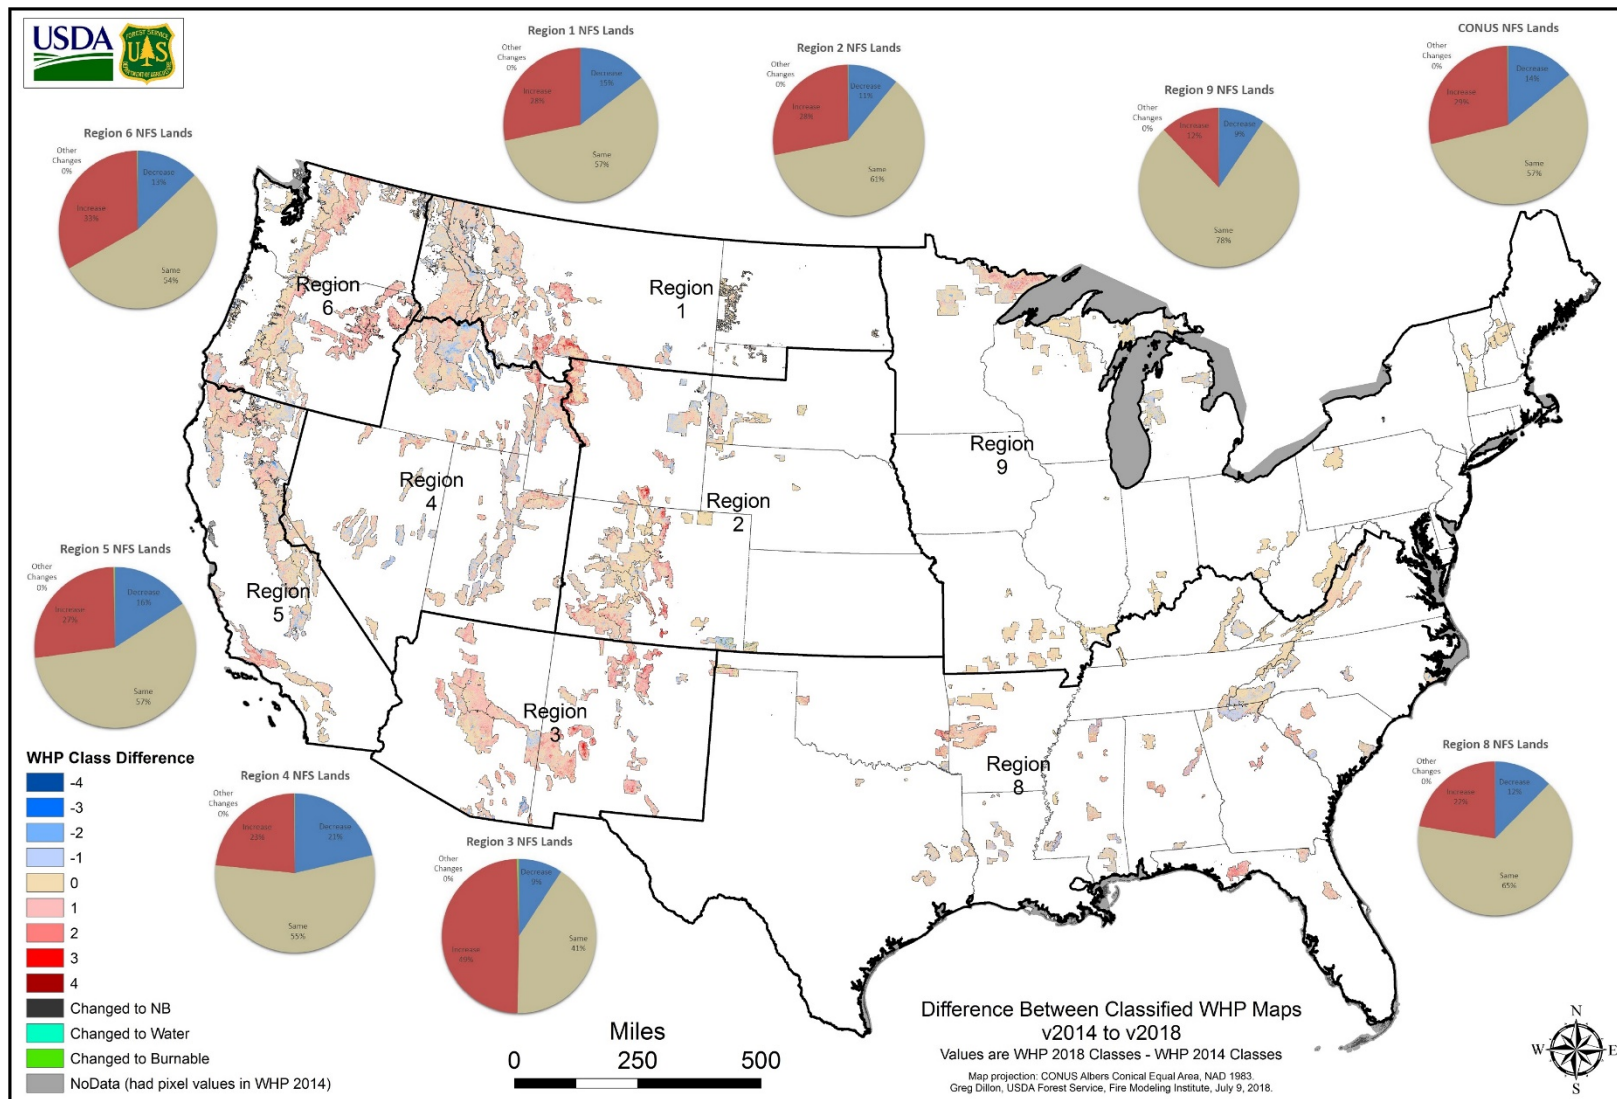 USDA
FOREST SERVICE
U S
DEPARTMENT OF AGRICULTURE
Region 1 NFS Lands
Other
Changes
0%
Decrease
15%
Increase
28%
Same
57%
Region 2 NFS Lands
Other
Changes
0%
Decrease
11%
Increase
28%
Same
61%
Region 9 NFS Lands
Other
Changes
0%
Decrease
9%
Increase
12%
Same
78%
CONUS NFS Lands
Other
Changes
0%
Decrease
14%
Increase
29%
Same
57%
Region 6 NFS Lands
Other
Changes
0%
Decrease
13%
Increase
33%
Same
54%
Region
6
Region
1
Region
9
Region
4
Region
2
Region
5
Region
3
Region
8
Region 5 NFS Lands
Other
Changes
0%
Decrease
16%
Increase
27%
Same
57%
Region 4 NFS Lands
Other
Changes
0%
Decrease
21%
Increase
23%
Same
55%
Region 3 NFS Lands
Other
Changes
0%
Decrease
9%
Increase
49%
Same
41%
Region 8 NFS Lands
Other
Changes
0%
Decrease
12%
Increase
22%
Same
65%
WHP Class Difference
-4
-3
-2
-1
0
1
2
3
4
Changed to NB
Changed to Water
Changed to Burnable
NoData (had pixel values in WHP 2014)
Miles
0 250 500
Difference Between Classified WHP Maps
v2014 to v2018
Values are WHP 2018 Classes - WHP 2014 Classes
Map projection: CONUS Albers Conical Equal Area, NAD 1983.
Greg Dillon, USDA Forest Service, Fire Modeling Institute, July 9, 2018.
N
W E
S